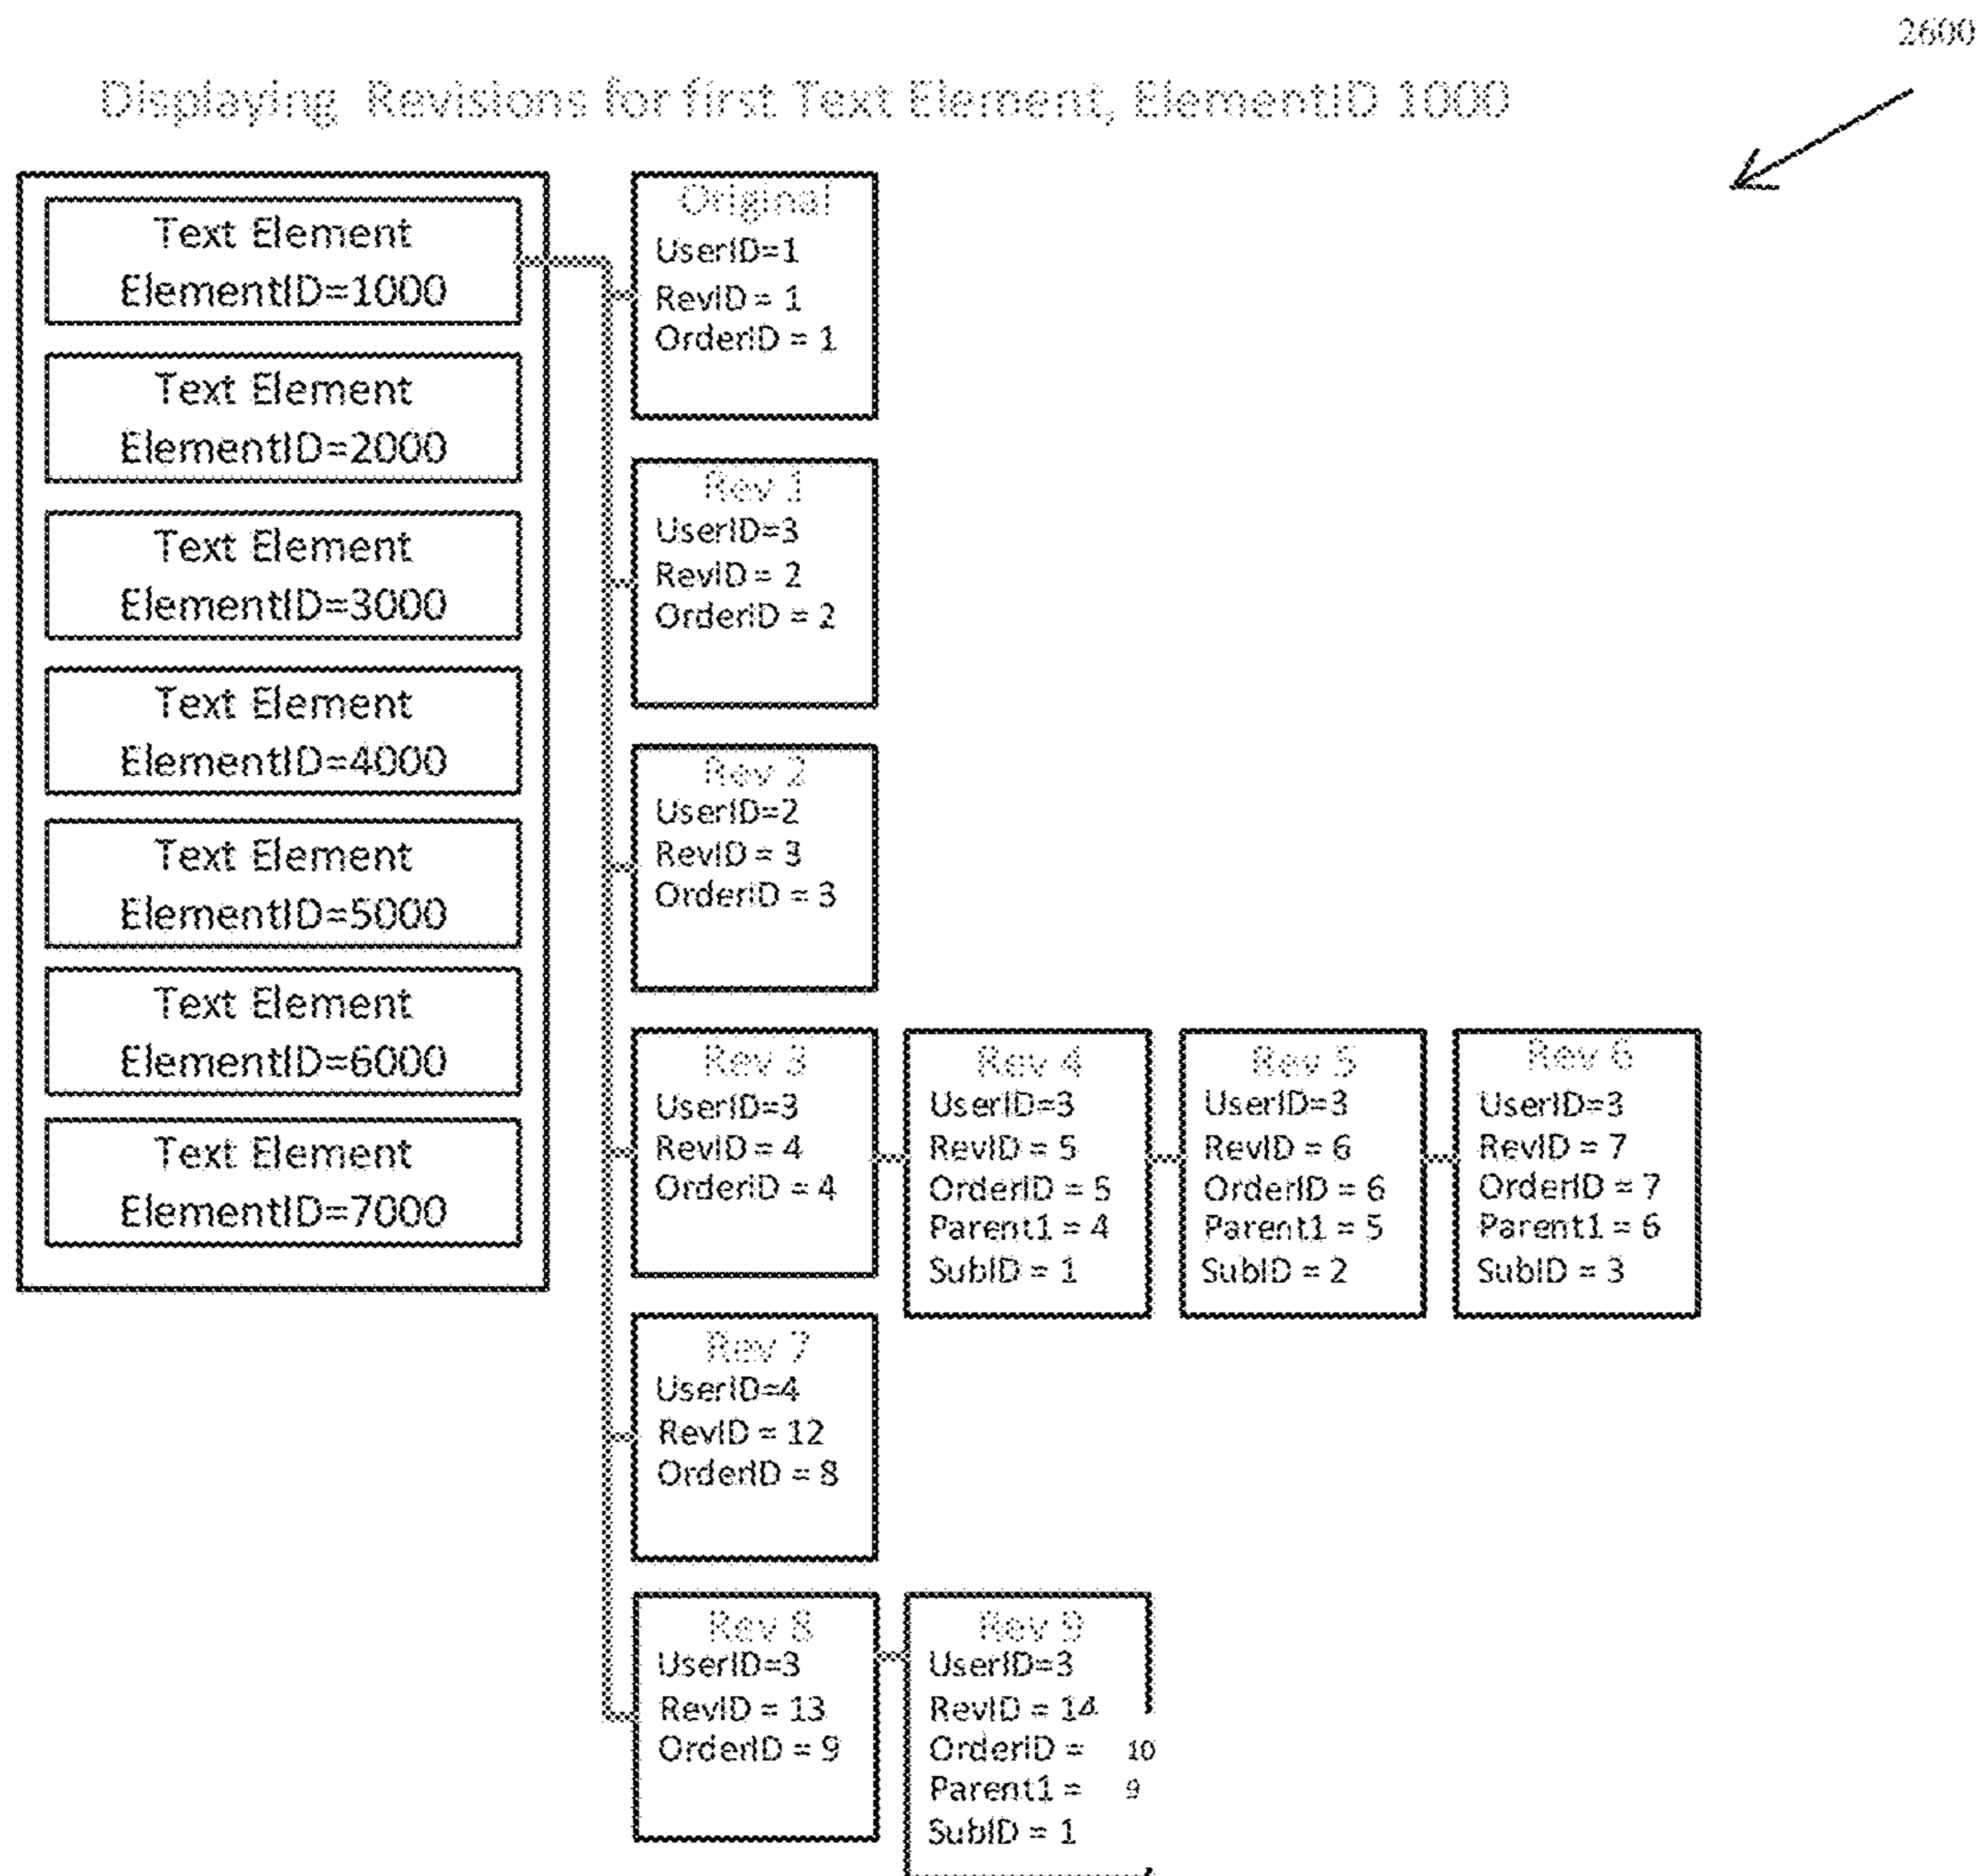 2600
Displaying Revisions for first Text Element, ElementID 1000
Text Element
ElementID=1000
Text Element
ElementID=2000
Text Element
ElementID=3000
Text Element
ElementID=4000
Text Element
ElementID=5000
Text Element
ElementID=6000
Text Element
ElementID=7000
Original
UserID=1
RevID = 1
OrderID = 1
Rev 1
UserID=3
RevID = 2
OrderID = 2
Rev 2
UserID=2
RevID = 3
OrderID = 3
Rev 3
UserID=3
RevID = 4
OrderID = 4
Rev 4
UserID=3
RevID = 5
OrderID = 5
Parent1 = 4
SubID = 1
Rev 5
UserID=3
RevID = 6
OrderID = 6
Parent1 = 5
SubID = 2
Rev 6
UserID=3
RevID = 7
OrderID = 7
Parent1 = 6
SubID = 3
Rev 7
UserID=4
RevID = 12
OrderID = 8
Rev 8
UserID=3
RevID = 13
OrderID = 9
Rev 9
UserID=3
RevID = 14
OrderID = 10
Parent1 = 9
SubID = 1